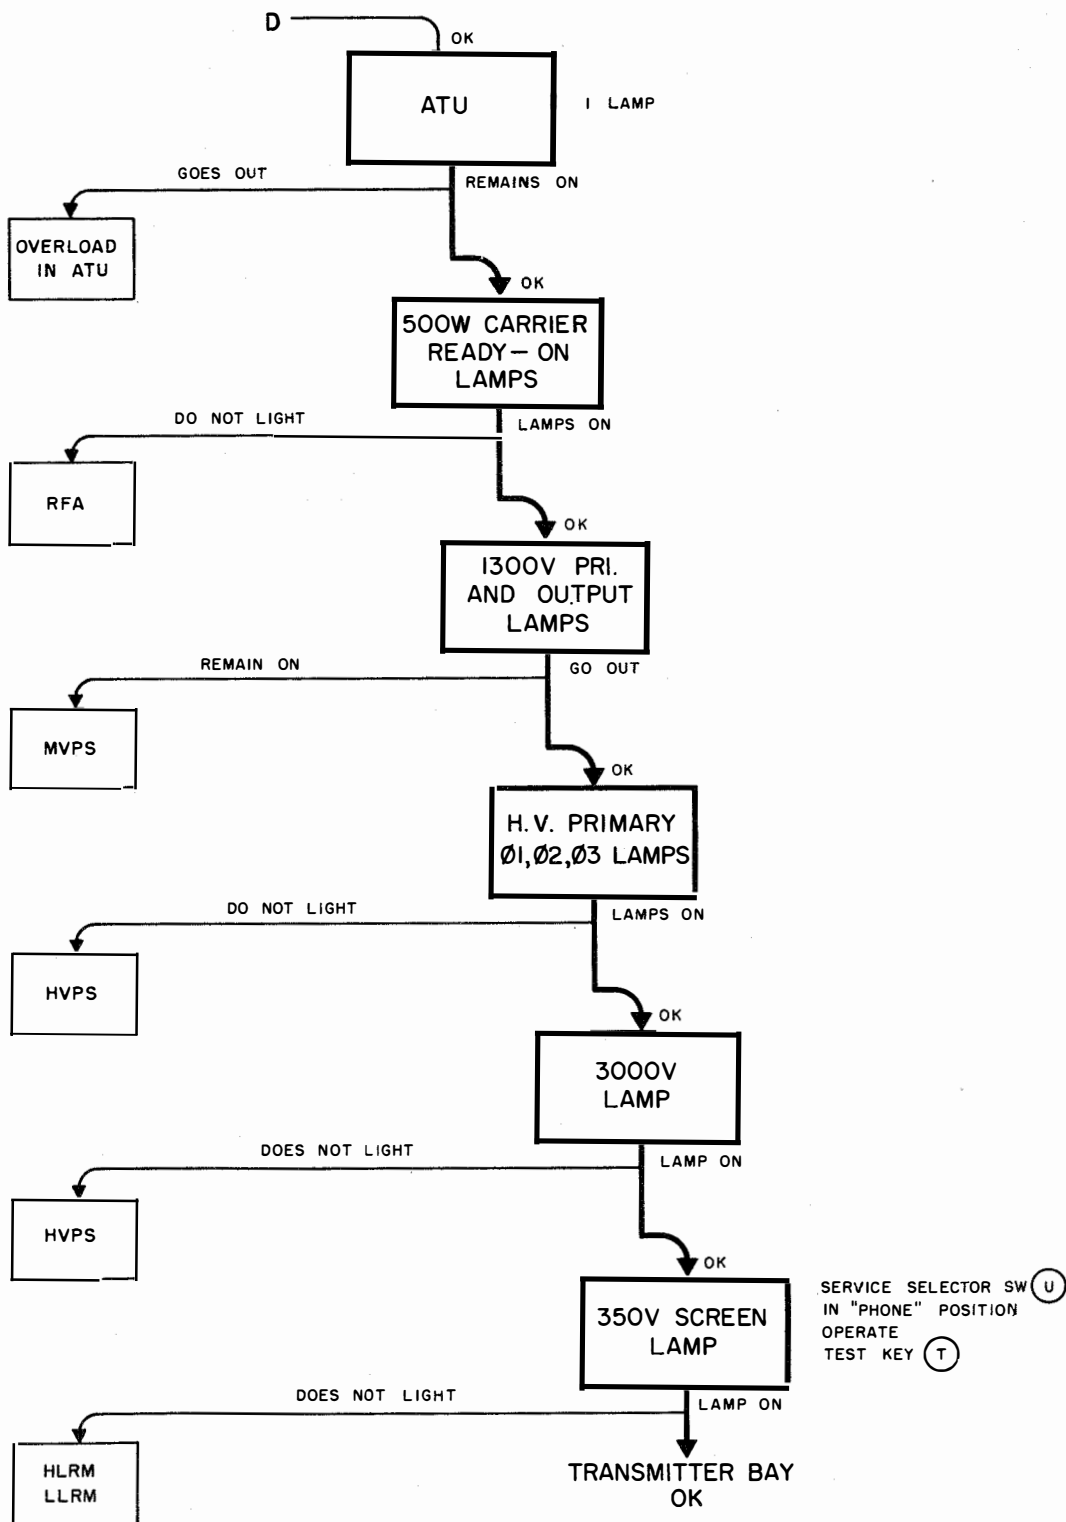 D
OK
ATU
1 LAMP
GOES OUT
REMAINS ON
OVERLOAD
IN ATU
OK
500W CARRIER
READY—ON
LAMPS
DO NOT LIGHT
LAMPS ON
RFA
OK
1300V PRI.
AND OUTPUT
LAMPS
REMAIN ON
GO OUT
MVPS
OK
H.V. PRIMARY
Ø1,Ø2,Ø3 LAMPS
DO NOT LIGHT
LAMPS ON
HVPS
OK
3000V
LAMP
DOES NOT LIGHT
LAMP ON
HVPS
OK
350V SCREEN
LAMP
SERVICE SELECTOR SW U
IN "PHONE" POSITION
OPERATE
TEST KEY T
DOES NOT LIGHT
LAMP ON
HLRM
LLRM
TRANSMITTER BAY
OK